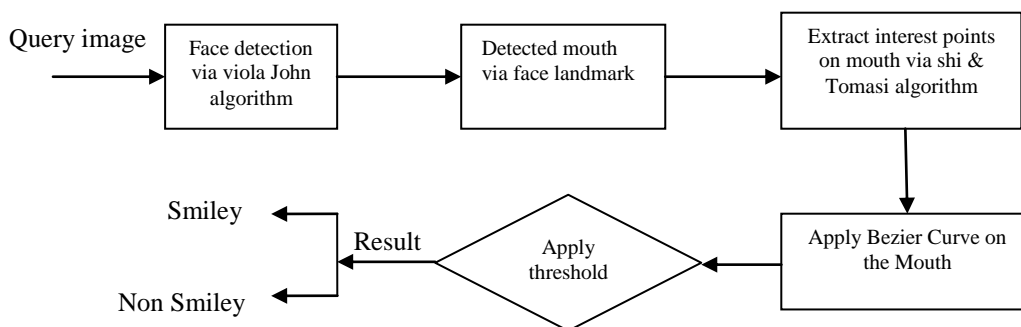 Query image
Face detection
via viola John
algorithm
Detected mouth
via face landmark
Extract interest points
on mouth via shi &
Tomasi algorithm
Apply Bezier Curve on
the Mouth
Apply
threshold
Result
Smiley
Non Smiley